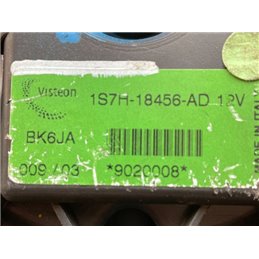 Visteon
1S7H-18456-AD 12V
BK6JA
009 / 03 *9020008*
MADE IN ITALY